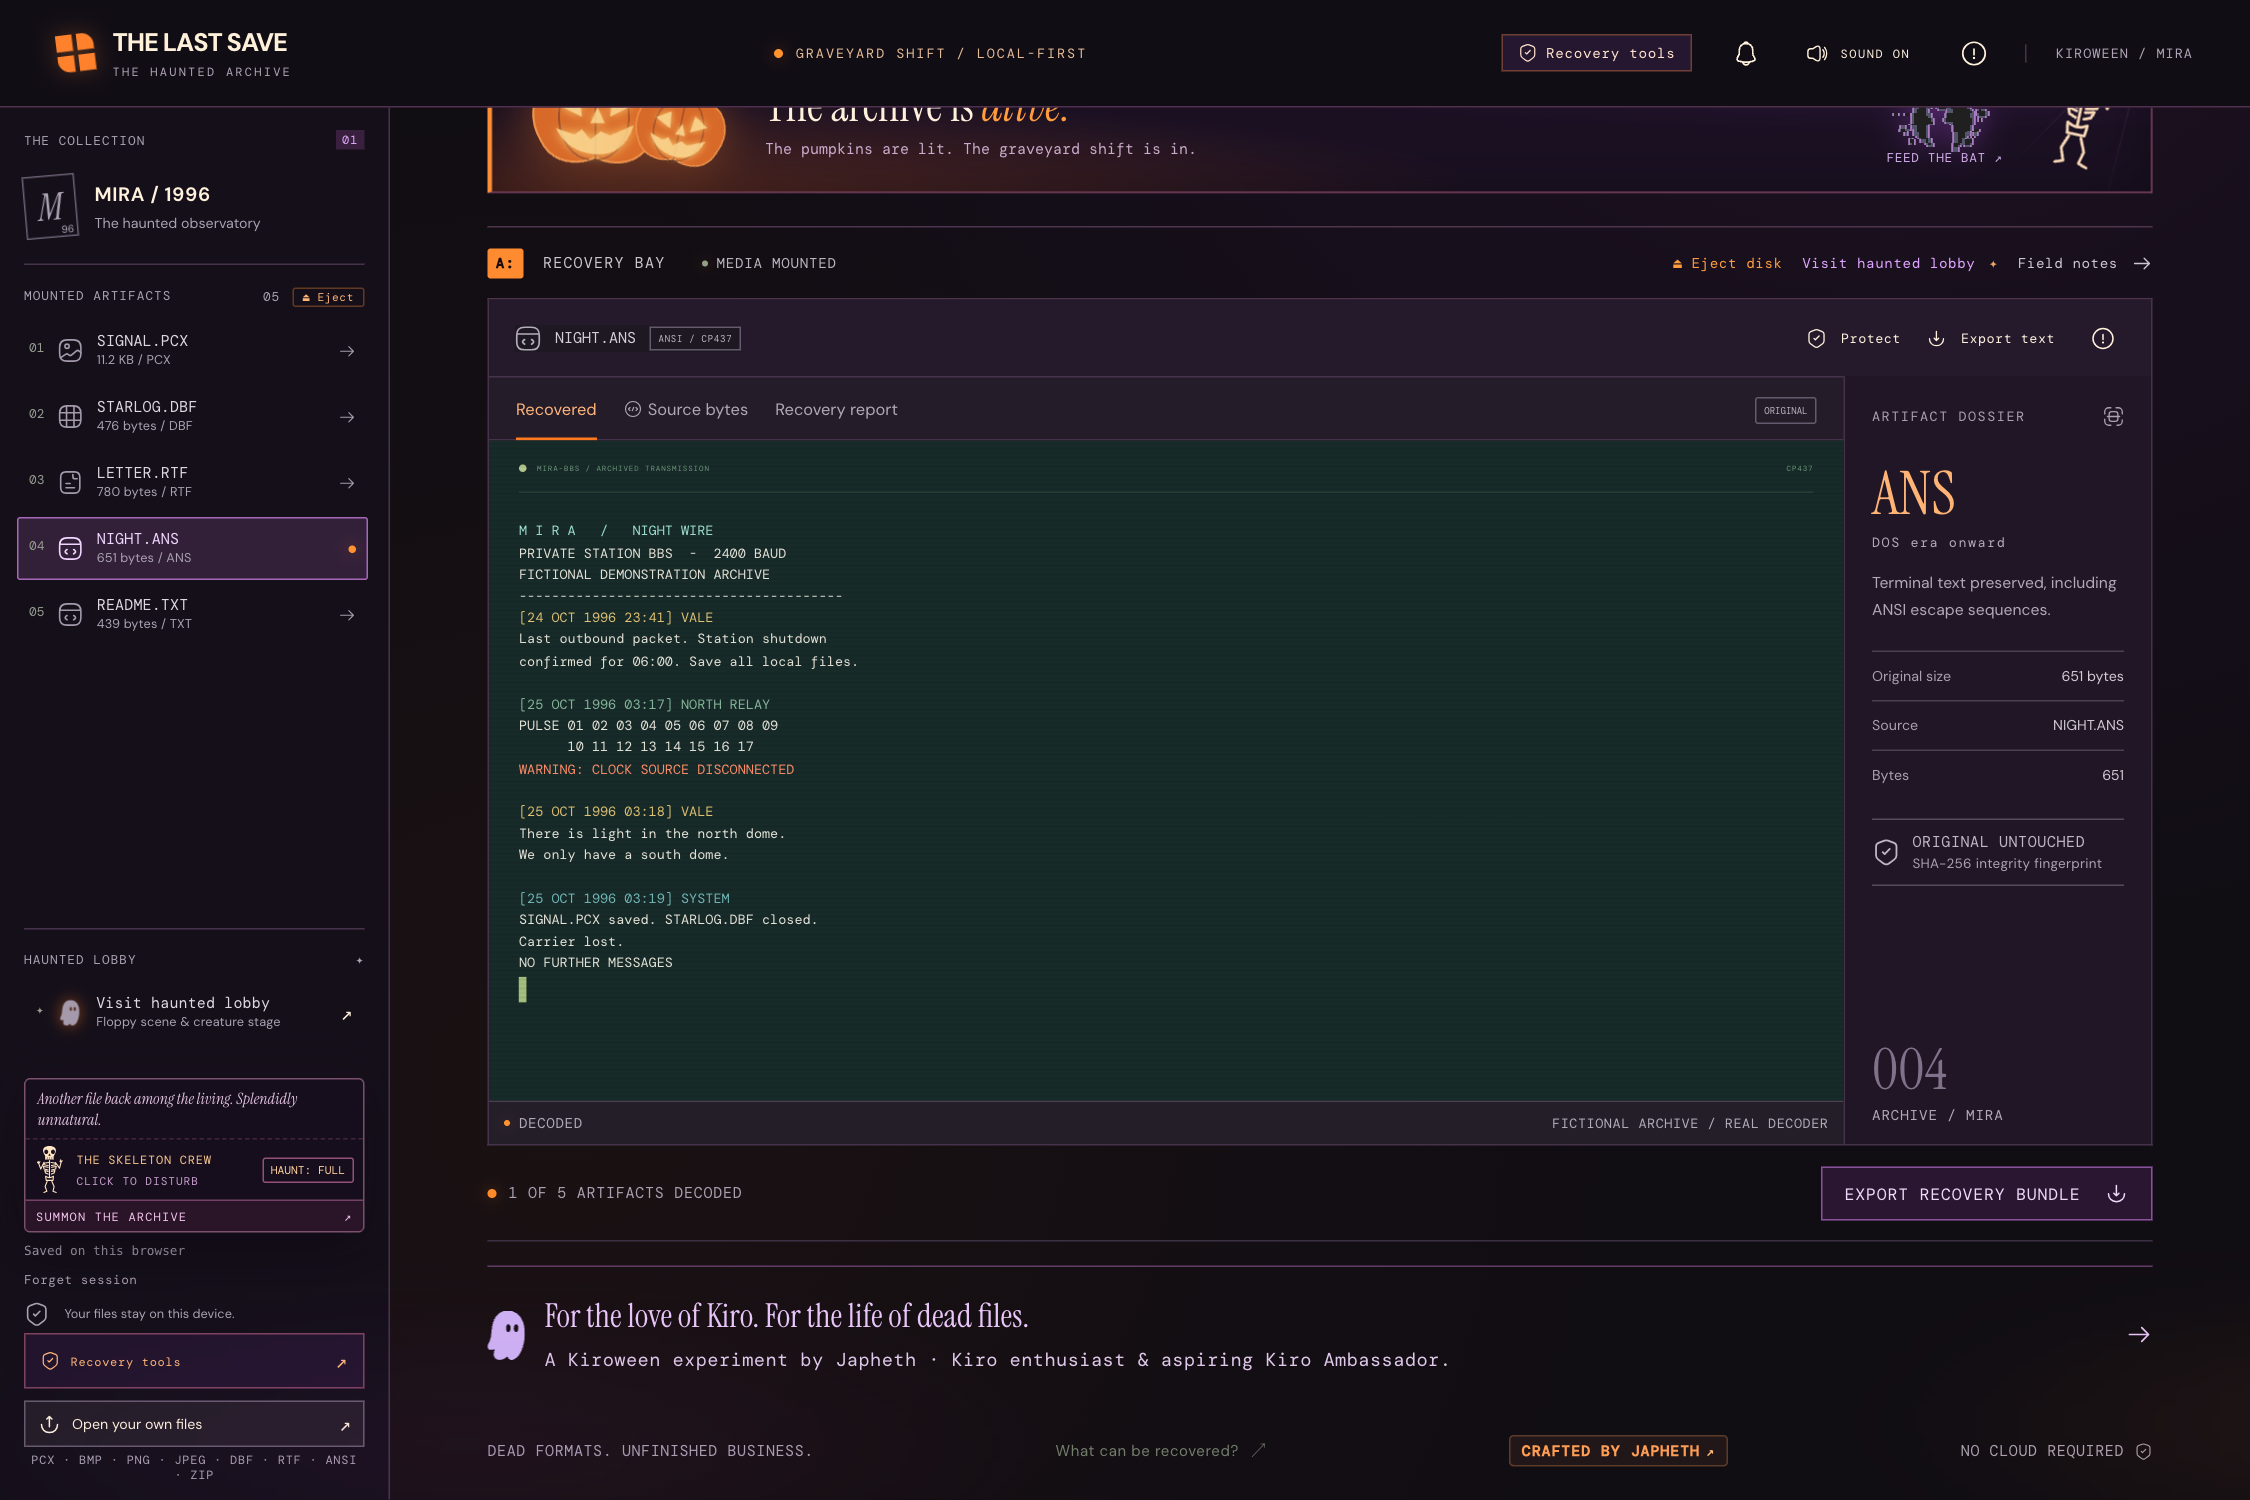 THE LAST SAVE
THE HAUNTED ARCHIVE
GRAVEYARD SHIFT / LOCAL-FIRST
Recovery tools
SOUND ON
KIROWEEN / MIRA
THE COLLECTION
01
M
96
MIRA / 1996
The haunted observatory
MOUNTED ARTIFACTS
05
⏏ Eject
01
SIGNAL.PCX
11.2 KB / PCX
→
02
STARLOG.DBF
476 bytes / DBF
→
03
LETTER.RTF
780 bytes / RTF
→
04
NIGHT.ANS
651 bytes / ANS
05
README.TXT
439 bytes / TXT
→
HAUNTED LOBBY
✦
✦
Visit haunted lobby
Floppy scene & creature stage
↗
Another file back among the living. Splendidly
unnatural.
THE SKELETON CREW
CLICK TO DISTURB
HAUNT: FULL
SUMMON THE ARCHIVE
↗
Saved on this browser
Forget session
Your files stay on this device.
Recovery tools
↗
Open your own files
↗
PCX · BMP · PNG · JPEG · DBF · RTF · ANSI
· ZIP
The archive is alive.
The pumpkins are lit. The graveyard shift is in.
FEED THE BAT ↗
A:
RECOVERY BAY
MEDIA MOUNTED
⏏ Eject disk
Visit haunted lobby ✦
Field notes →
NIGHT.ANS
ANSI / CP437
Protect
Export text
Recovered
Source bytes
Recovery report
ORIGINAL
MIRA-BBS / ARCHIVED TRANSMISSION
CP437
M I R A   /   NIGHT WIRE
PRIVATE STATION BBS  -  2400 BAUD
FICTIONAL DEMONSTRATION ARCHIVE
----------------------------------------
[24 OCT 1996 23:41] VALE
Last outbound packet. Station shutdown
confirmed for 06:00. Save all local files.
[25 OCT 1996 03:17] NORTH RELAY
PULSE 01 02 03 04 05 06 07 08 09
10 11 12 13 14 15 16 17
WARNING: CLOCK SOURCE DISCONNECTED
[25 OCT 1996 03:18] VALE
There is light in the north dome.
We only have a south dome.
[25 OCT 1996 03:19] SYSTEM
SIGNAL.PCX saved. STARLOG.DBF closed.
Carrier lost.
NO FURTHER MESSAGES
DECODED
FICTIONAL ARCHIVE / REAL DECODER
ARTIFACT DOSSIER
ANS
DOS era onward
Terminal text preserved, including
ANSI escape sequences.
Original size
651 bytes
Source
NIGHT.ANS
Bytes
651
ORIGINAL UNTOUCHED
SHA-256 integrity fingerprint
004
ARCHIVE / MIRA
1 OF 5 ARTIFACTS DECODED
EXPORT RECOVERY BUNDLE
For the love of Kiro. For the life of dead files.
A Kiroween experiment by Japheth · Kiro enthusiast & aspiring Kiro Ambassador.
→
DEAD FORMATS. UNFINISHED BUSINESS.
What can be recovered? ↗
CRAFTED BY JAPHETH ↗
NO CLOUD REQUIRED